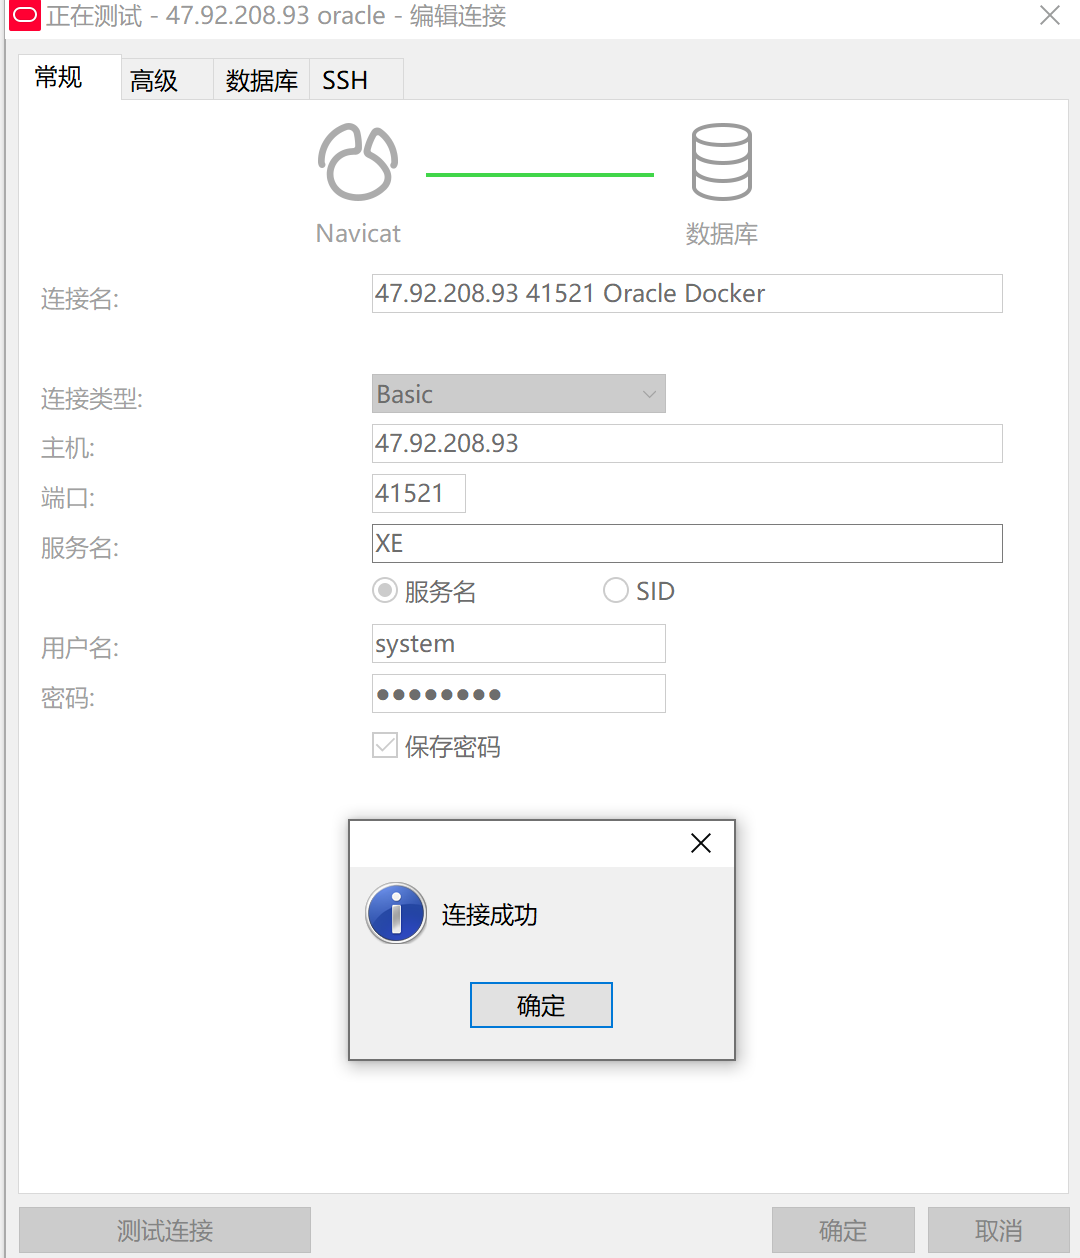 正在测试 - 47.92.208.93 oracle - 编辑连接
常规 高级 数据库 SSH
Navicat 数据库
连接名: 47.92.208.93 41521 Oracle Docker
连接类型: Basic
主机: 47.92.208.93
端口: 41521
服务名: XE
服务名 SID
用户名: system
密码: ●●●●●●●●
保存密码
连接成功
确定
测试连接 确定 取消